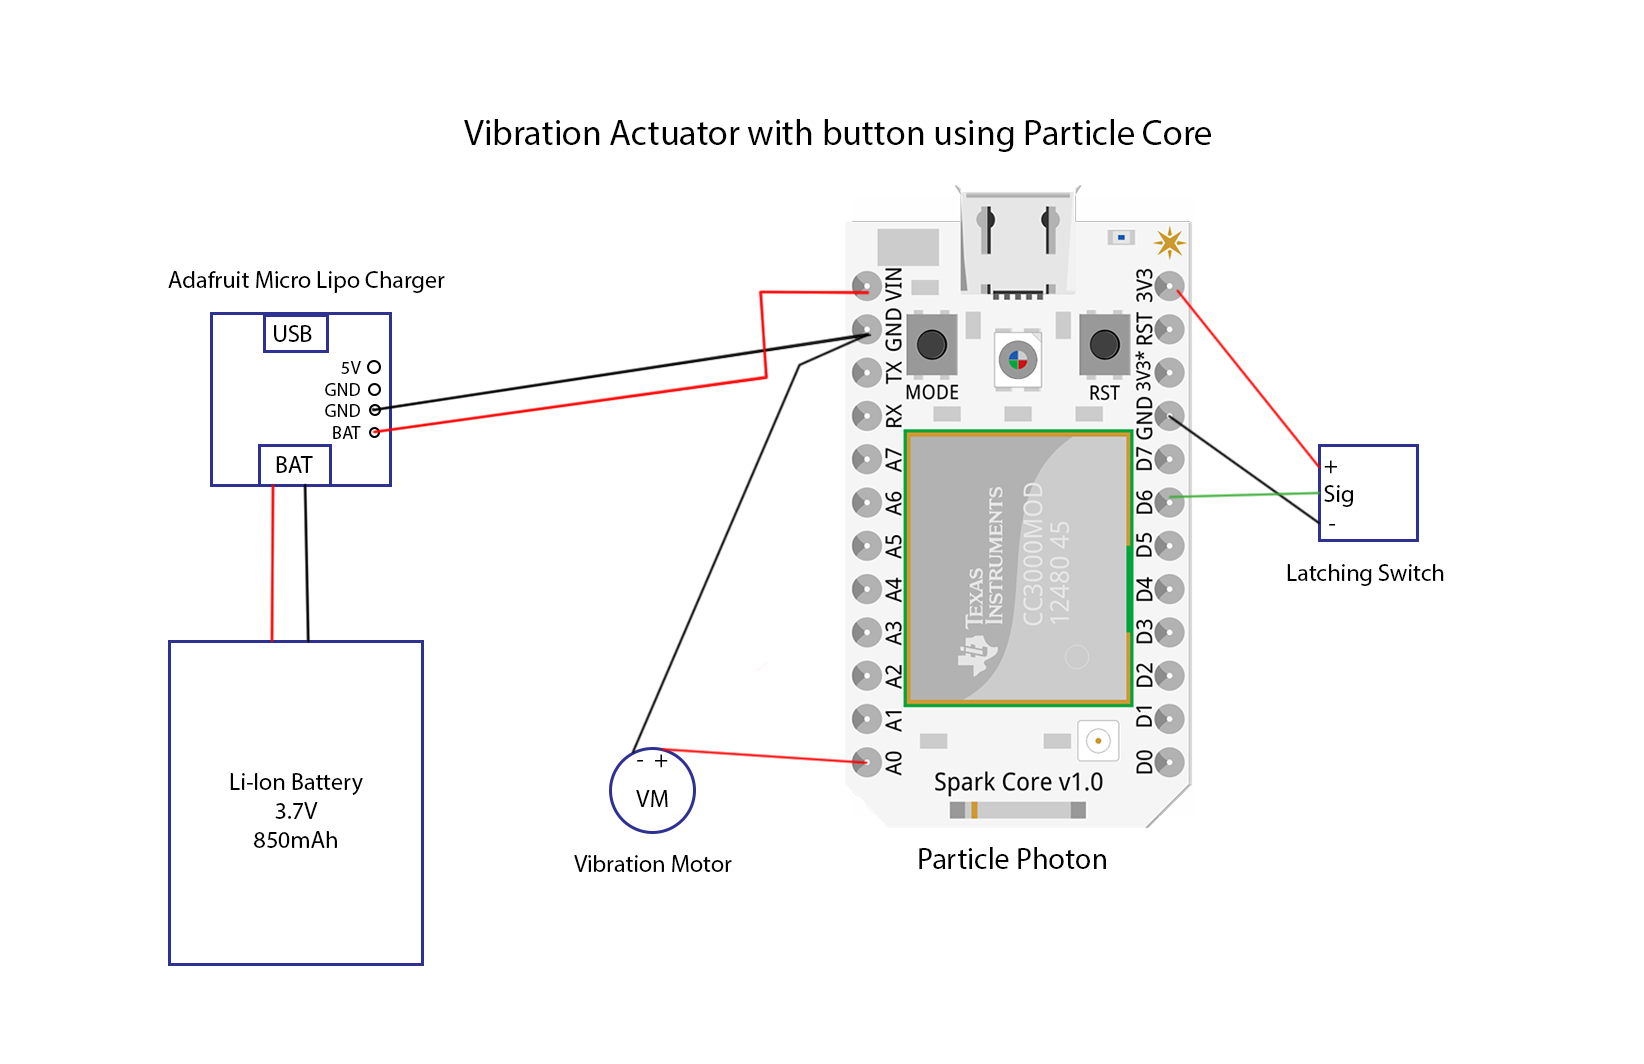 Vibration Actuator with button using Particle Core
Adafruit Micro Lipo Charger
USB
5V
GND
GND
BAT
BAT
Li-Ion Battery
3.7V
850mAh
- +
VM
Vibration Motor
VIN
GND
TX
RX
A7
A6
A5
A4
A3
A2
A1
A0
MODE
RST
3V3
RST
3V3*
GND
D7
D6
D5
D4
D3
D2
D1
D0
TEXAS
INSTRUMENTS
CC3000MOD
12480 45
Spark Core v1.0
Particle Photon
+
Sig
-
Latching Switch